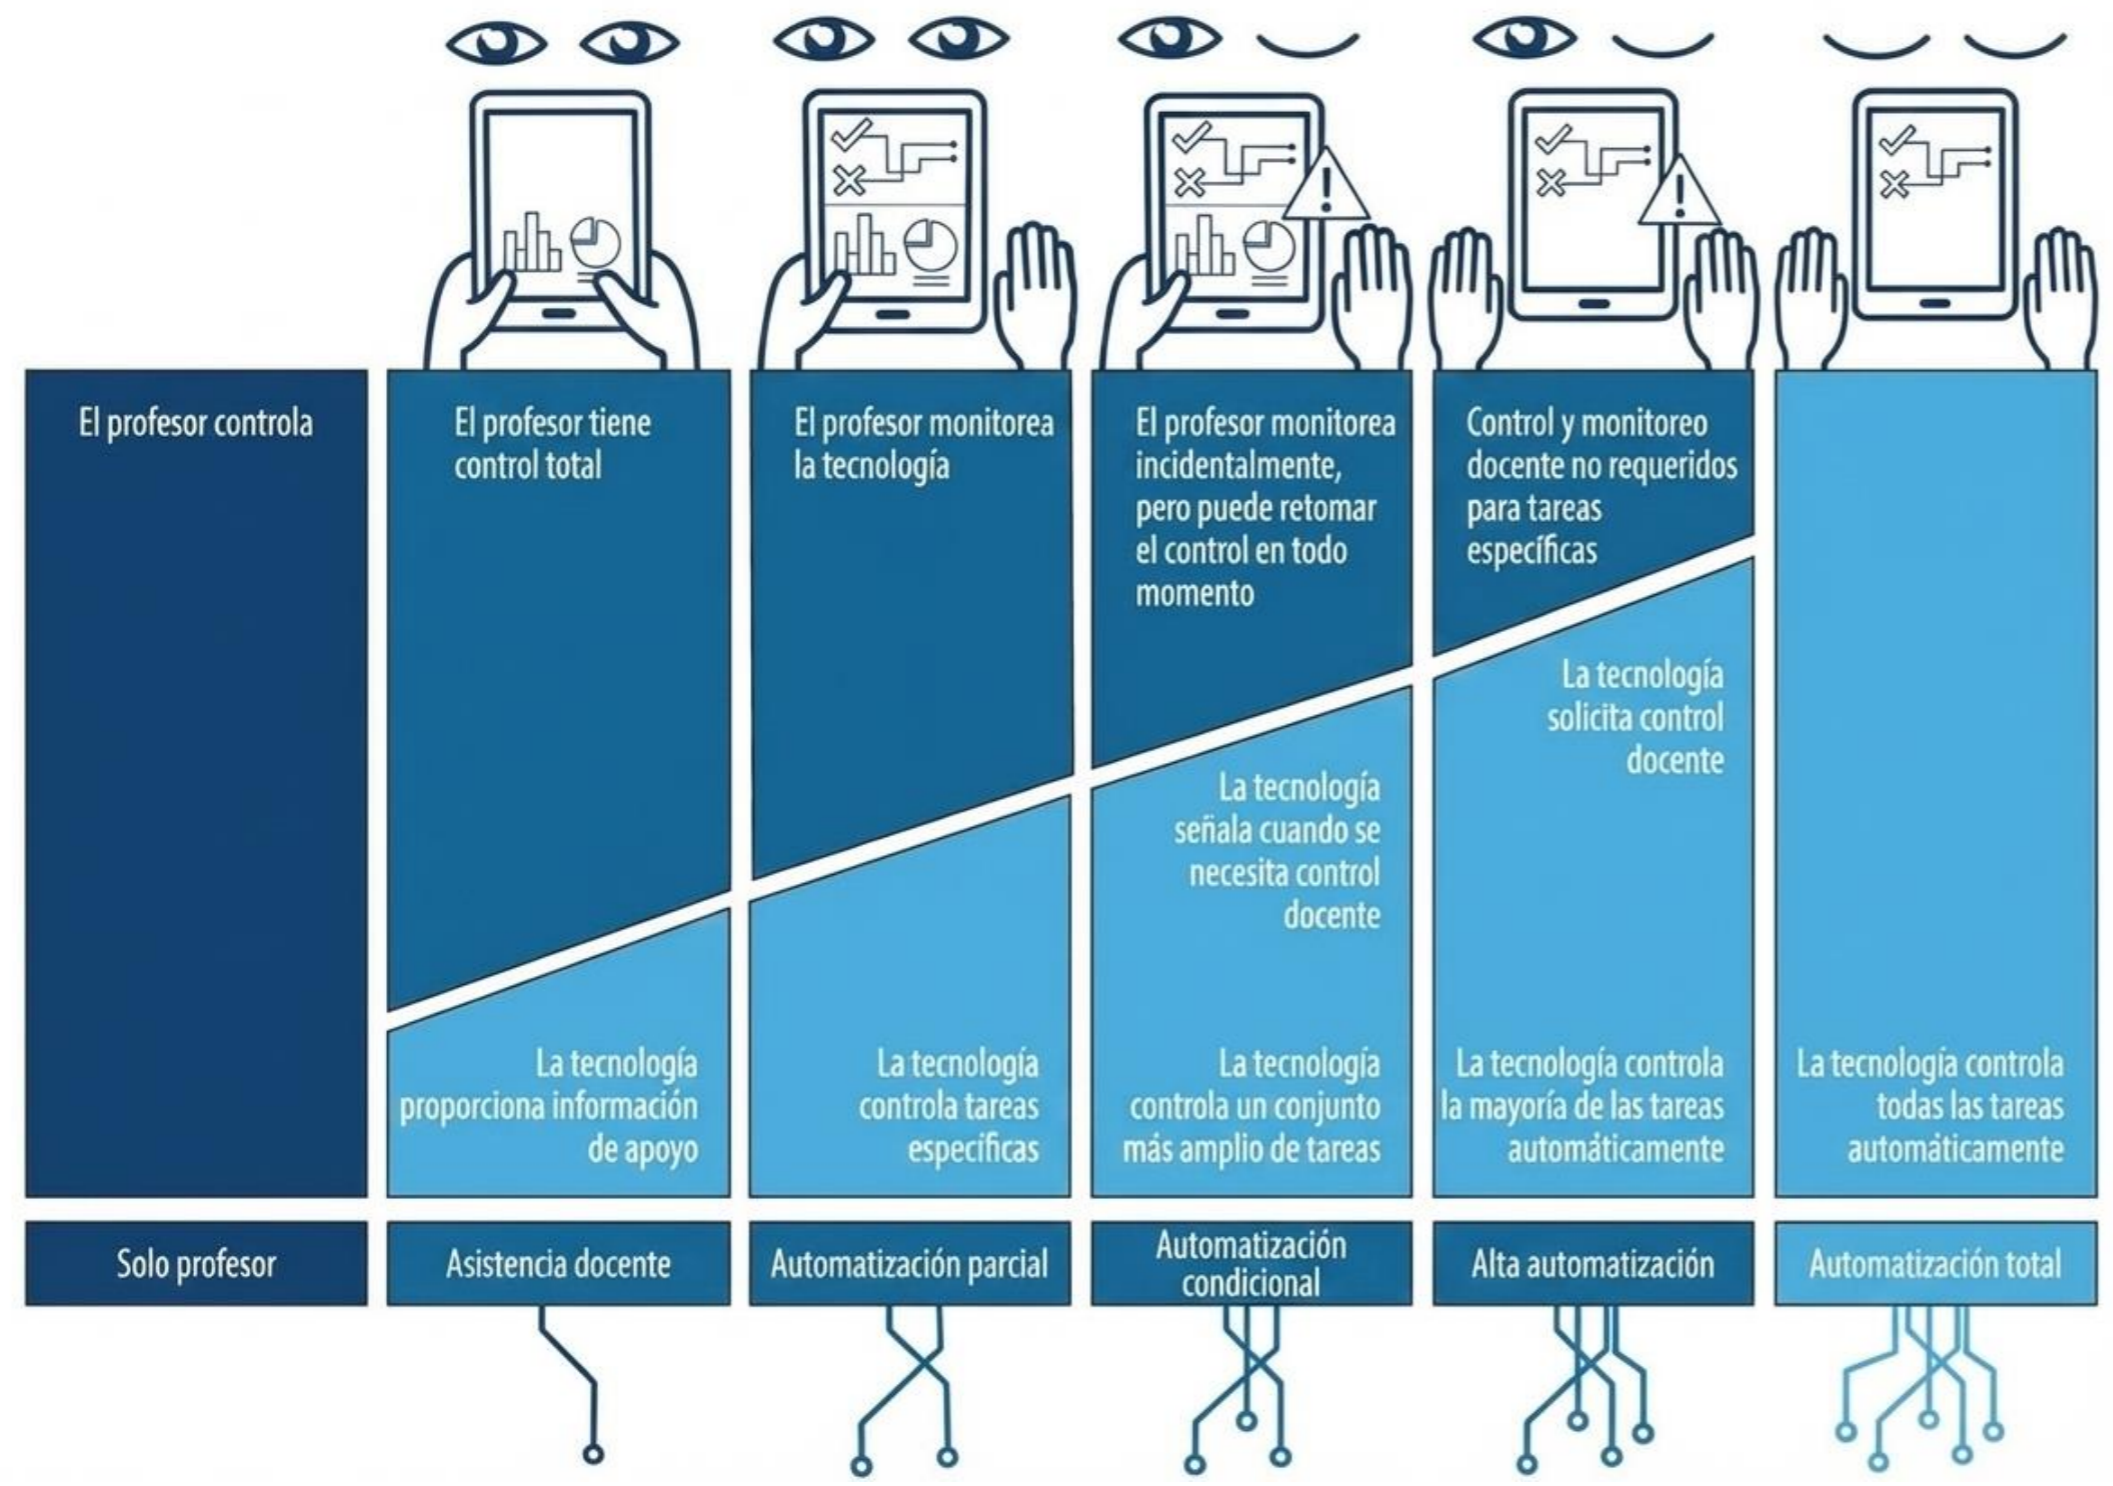 El profesor controla
El profesor tiene
control total
El profesor monitorea
la tecnología
El profesor monitorea
incidentalmente,
pero puede retomar
el control en todo
momento
Control y monitoreo
docente no requeridos
para tareas
específicas
La tecnología
proporciona información
de apoyo
La tecnología
controla tareas
específicas
La tecnología
señala cuando se
necesita control
docente
La tecnología
controla un conjunto
más amplio de tareas
La tecnología
solicita control
docente
La tecnología controla
la mayoría de las tareas
automáticamente
La tecnología controla
todas las tareas
automáticamente
Solo profesor
Asistencia docente
Automatización parcial
Automatización
condicional
Alta automatización
Automatización total